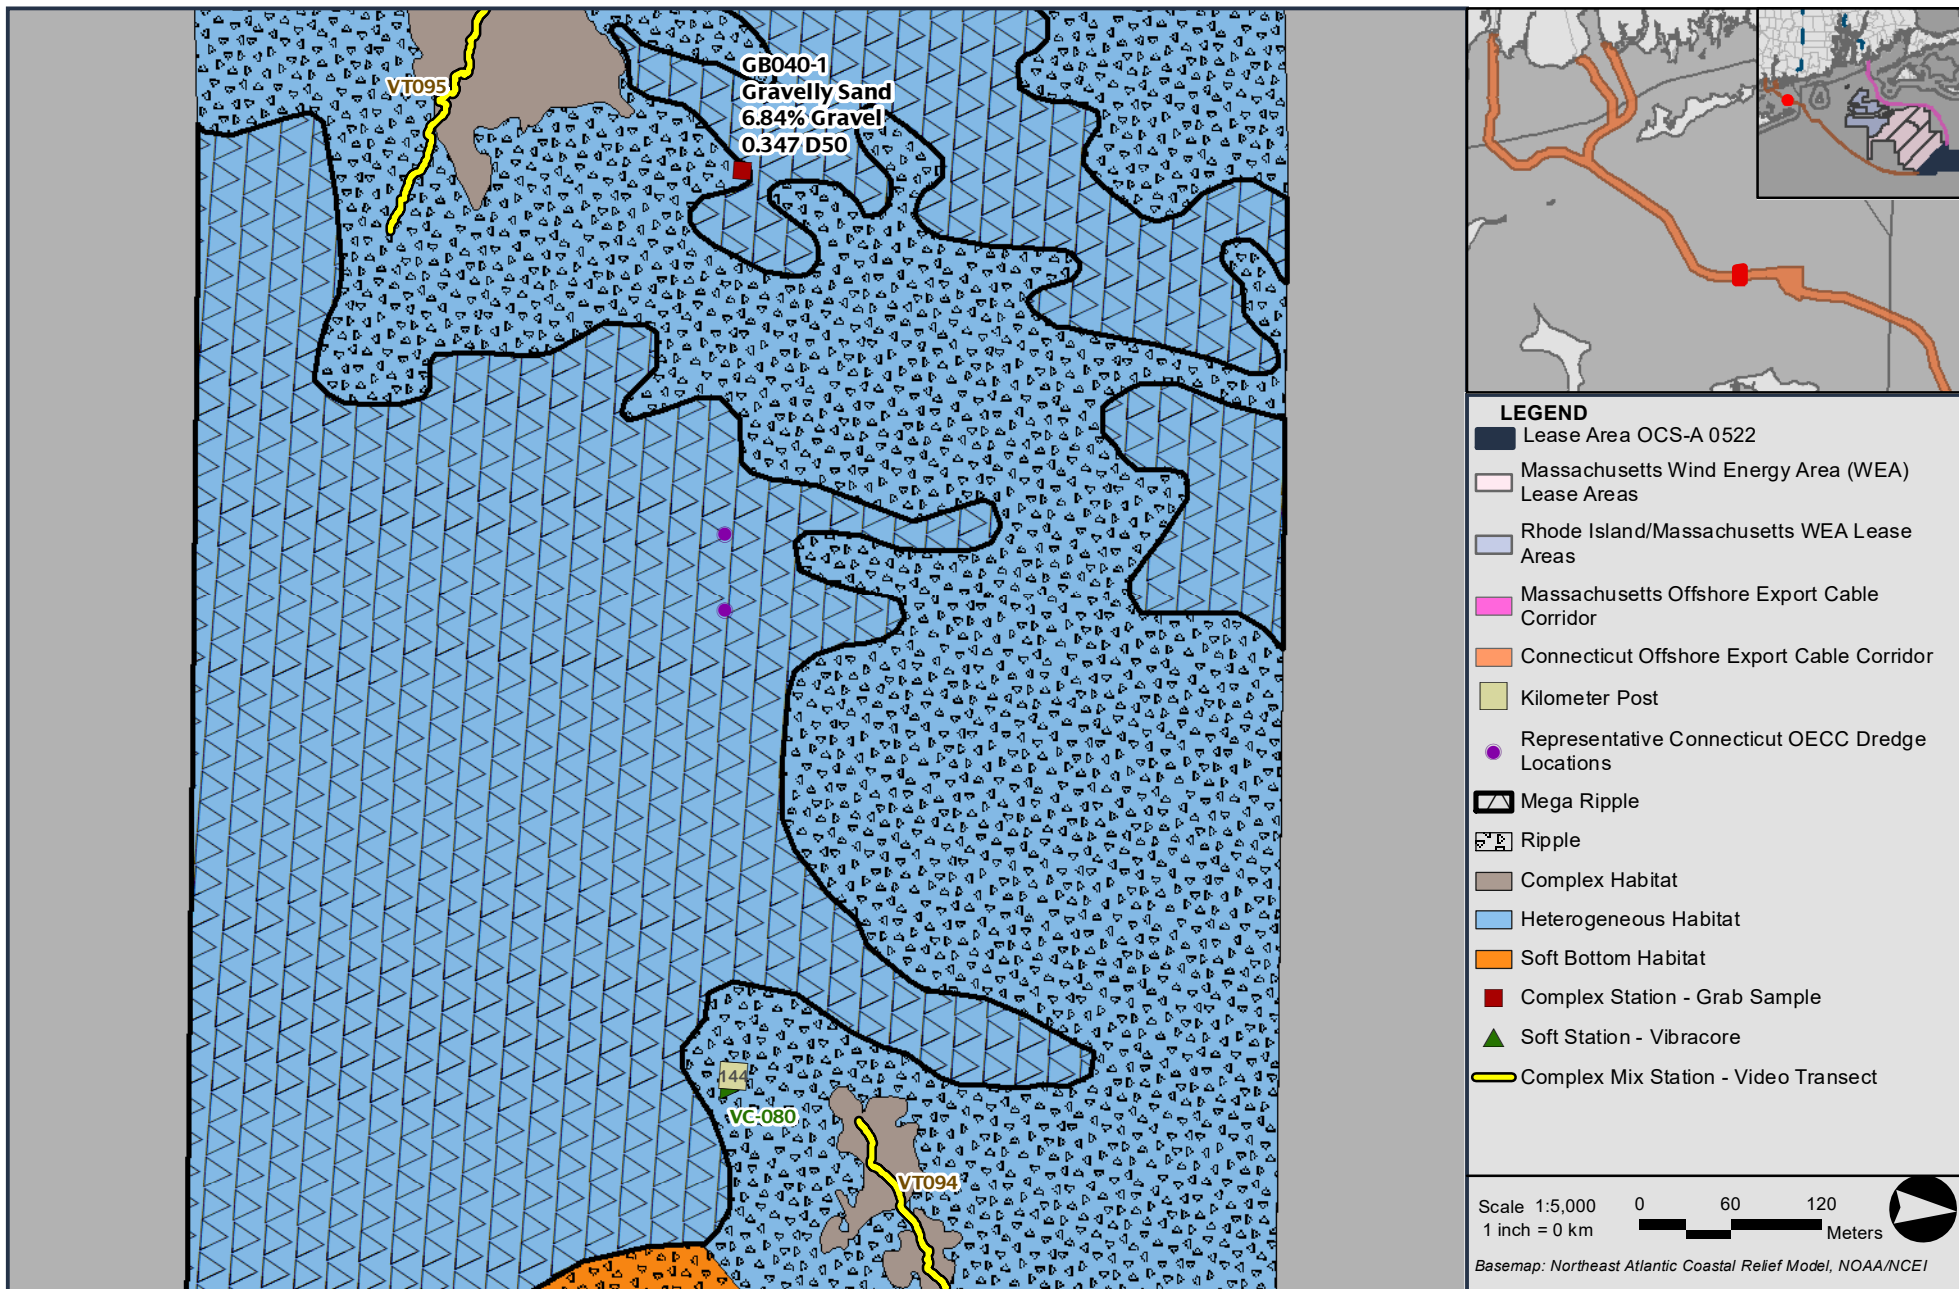 VT095
GB040-1
Gravelly Sand
6.84% Gravel
0.347 D50
144
VC-080
VT094
LEGEND
Lease Area OCS-A 0522
Massachusetts Wind Energy Area (WEA)
Lease Areas
Rhode Island/Massachusetts WEA Lease
Areas
Massachusetts Offshore Export Cable
Corridor
Connecticut Offshore Export Cable Corridor
Kilometer Post
Representative Connecticut OECC Dredge
Locations
Mega Ripple
Ripple
Complex Habitat
Heterogeneous Habitat
Soft Bottom Habitat
Complex Station - Grab Sample
Soft Station - Vibracore
Complex Mix Station - Video Transect
Scale 1:5,000
1 inch = 0 km
0 60 120
Meters
Basemap: Northeast Atlantic Coastal Relief Model, NOAA/NCEI